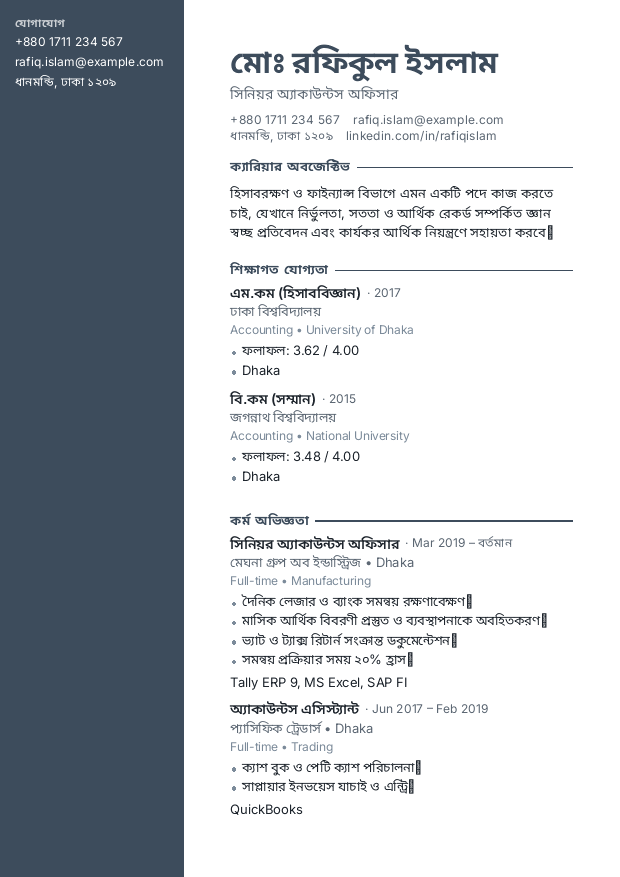 যোগাযোগ
+880 1711 234 567
rafiq.islam@example.com
ধানমন্ডি, ঢাকা ১২০৯
মোঃ রফিকুল ইসলাম
সিনিয়র অ্যাকাউন্টস অফিসার
+880 1711 234 567 rafiq.islam@example.com
ধানমন্ডি, ঢাকা ১২০৯ linkedin.com/in/rafiqislam
ক্যারিয়ার অবজেক্টিভ
হিসাবরক্ষণ ও ফাইন্যান্স বিভাগে এমন একটি পদে কাজ করতে
চাই, যেখানে নির্ভুলতা, সততা ও আর্থিক রেকর্ড সম্পর্কিত জ্ঞান
স্বচ্ছ প্রতিবেদন এবং কার্যকর আর্থিক নিয়ন্ত্রণে সহায়তা করবে
শিক্ষাগত যোগ্যতা
এম.কম (হিসাববিজ্ঞান) · 2017
ঢাকা বিশ্ববিদ্যালয়
Accounting • University of Dhaka
• ফলাফল: 3.62 / 4.00
• Dhaka
বি.কম (সম্মান) · 2015
জগন্নাথ বিশ্ববিদ্যালয়
Accounting • National University
• ফলাফল: 3.48 / 4.00
• Dhaka
কর্ম অভিজ্ঞতা
সিনিয়র অ্যাকাউন্টস অফিসার · Mar 2019 – বর্তমান
মেঘনা গ্রুপ অব ইন্ডাস্ট্রিজ • Dhaka
Full-time • Manufacturing
• দৈনিক লেজার ও ব্যাংক সমন্বয় রক্ষণাবেক্ষণ
• মাসিক আর্থিক বিবরণী প্রস্তুত ও ব্যবস্থাপনাকে অবহিতকরণ
• ভ্যাট ও ট্যাক্স রিটার্ন সংক্রান্ত ডকুমেন্টেশন
• সমন্বয় প্রক্রিয়ার সময় ২০% হ্রাস
Tally ERP 9, MS Excel, SAP FI
অ্যাকাউন্টস এসিস্ট্যান্ট · Jun 2017 – Feb 2019
প্যাসিফিক ট্রেডার্স • Dhaka
Full-time • Trading
• ক্যাশ বুক ও পেটি ক্যাশ পরিচালনা
• সাপ্লায়ার ইনভয়েস যাচাই ও এন্ট্রি
QuickBooks